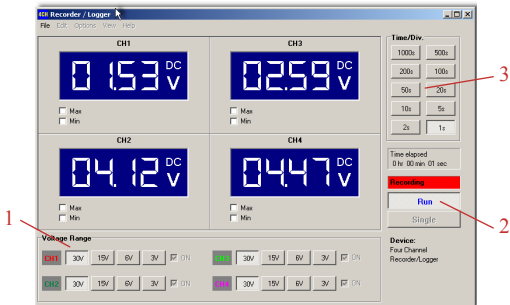 4CH Recorder / Logger
File Edit Options View Help
CH1
01.53 DC V
Max
Min
CH3
02.59 DC V
Max
Min
CH2
04.12 DC V
Max
Min
CH4
04.47 DC V
Max
Min
Time/Div.
1000s 500s
200s 100s
50s 20s
10s 5s
2s 1s
3
Time elapsed
0 hr 00 min 01 sec
Recording
Run
Single
2
Device:
Four Channel
Recorder/Logger
1
Voltage Range
CH1 30V 15V 6V 3V ON
CH3 30V 15V 6V 3V ON
CH2 30V 15V 6V 3V ON
CH4 30V 15V 6V 3V ON